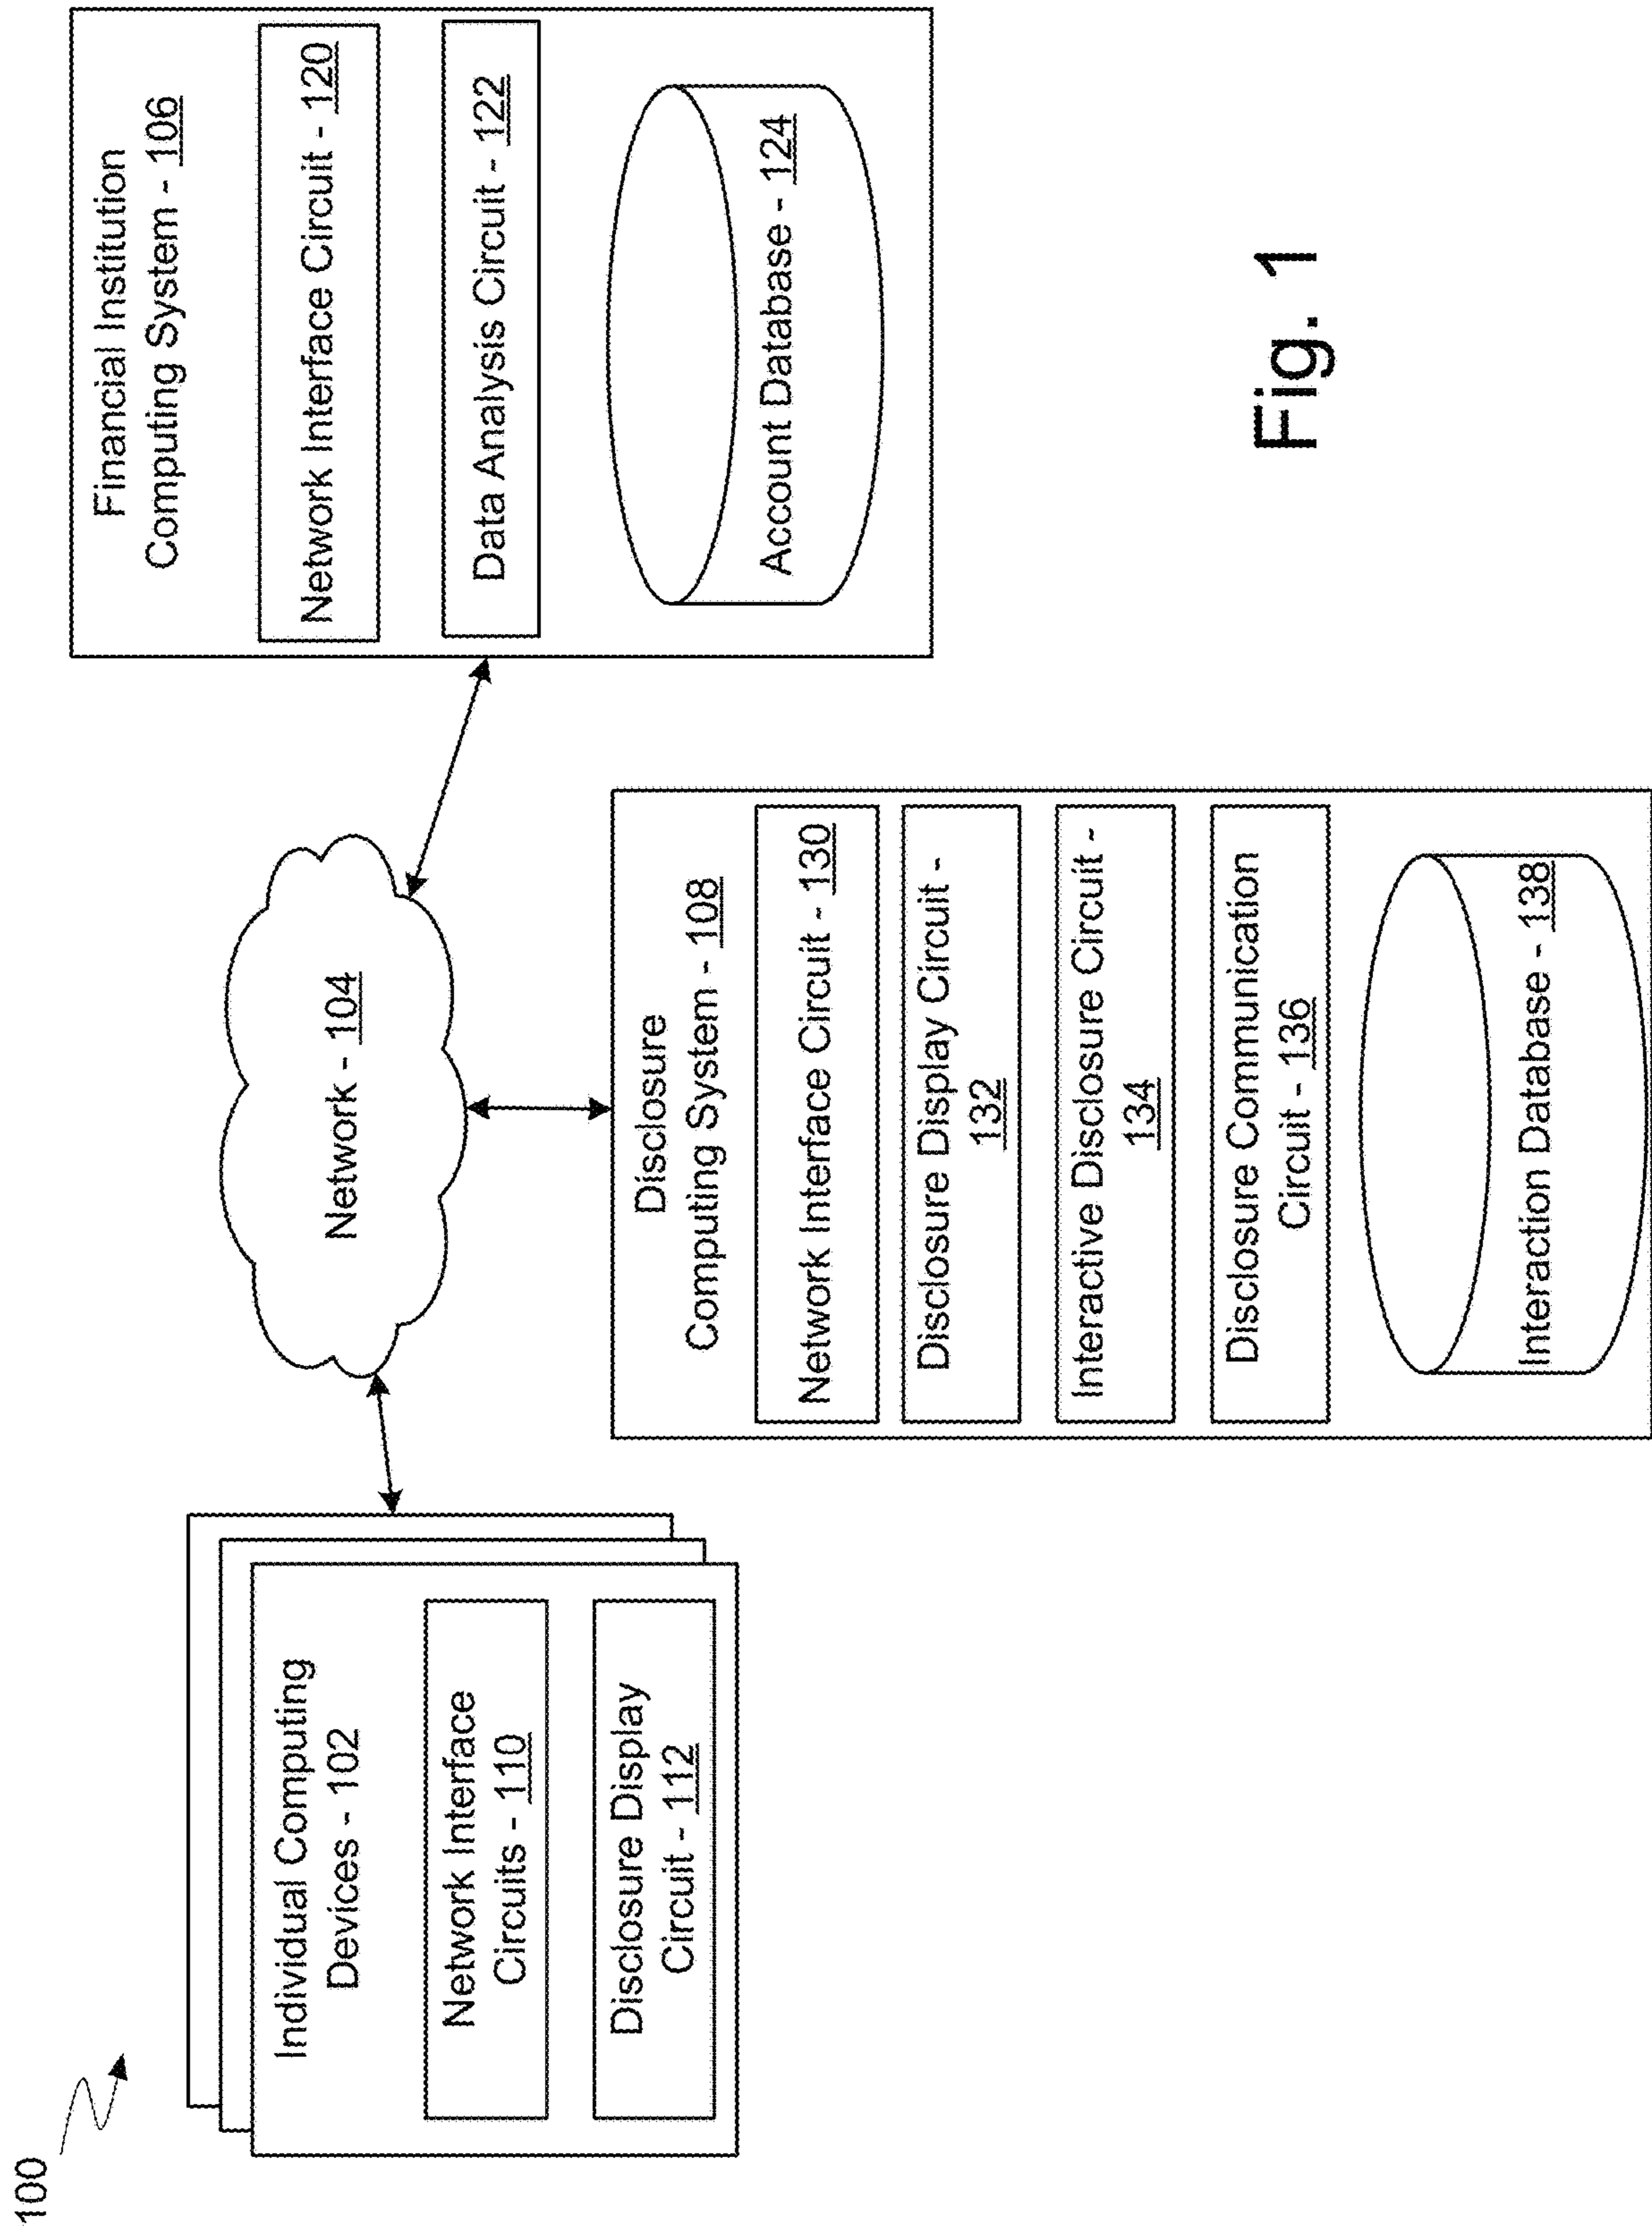 100
Individual Computing
Devices - 102
Network Interface
Circuits - 110
Disclosure Display
Circuit - 112
Network - 104
Disclosure
Computing System - 108
Network Interface Circuit - 130
Disclosure Display Circuit -
132
Interactive Disclosure Circuit -
134
Disclosure Communication
Circuit - 136
Interaction Database - 138
Financial Institution
Computing System - 106
Network Interface Circuit - 120
Data Analysis Circuit - 122
Account Database - 124
Fig. 1